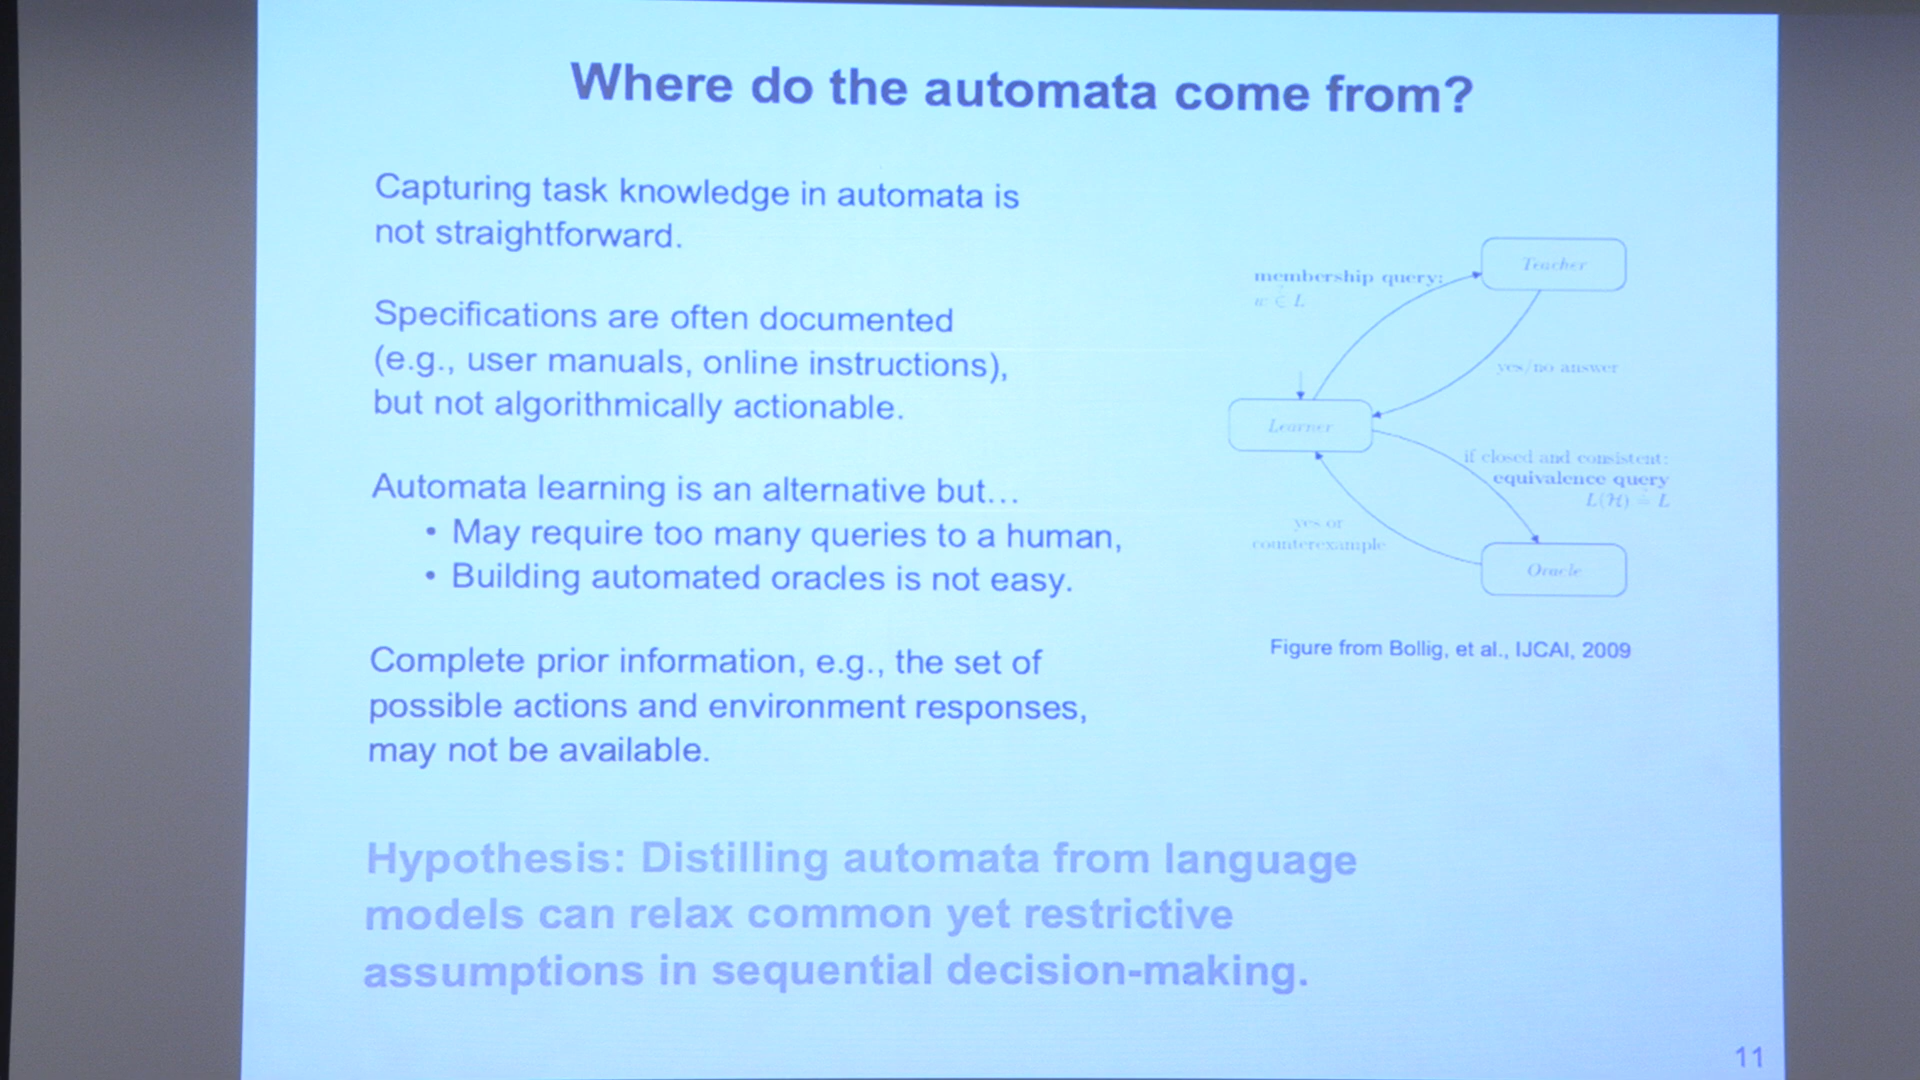 Where do the automata come from?
Capturing task knowledge in automata is
not straightforward.
Specifications are often documented
(e.g., user manuals, online instructions),
but not algorithmically actionable.
Automata learning is an alternative but…
• May require too many queries to a human,
• Building automated oracles is not easy.
Complete prior information, e.g., the set of
possible actions and environment responses,
may not be available.
Hypothesis: Distilling automata from language
models can relax common yet restrictive
assumptions in sequential decision-making.
Teacher
membership query:
yes/no answer
Learner
if closed and consistent:
equivalence query
L(H) ≟ L
yes or
counterexample
Oracle
Figure from Bollig, et al., IJCAI, 2009
11